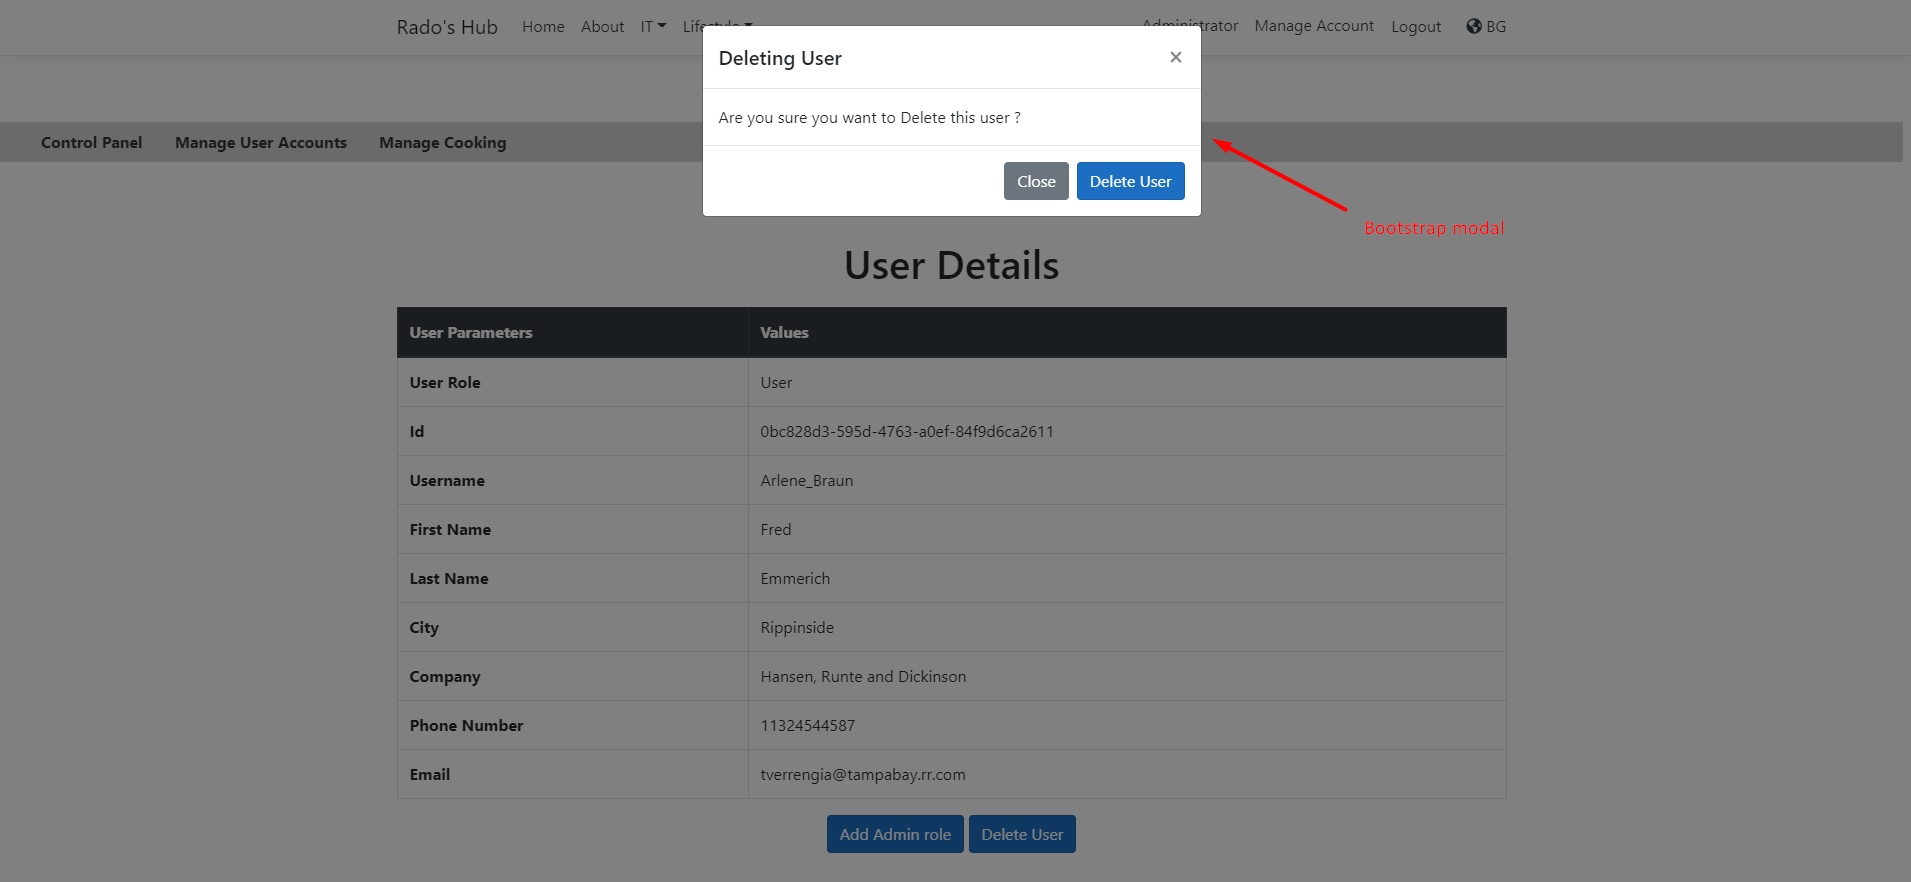 Rado's Hub Home About IT Lifestyle Administrator Manage Account Logout BG
Deleting User ×
Are you sure you want to Delete this user ?
Control Panel Manage User Accounts Manage Cooking
Close Delete User
Bootstrap modal
User Details
User Parameters Values
User Role User
Id 0bc828d3-595d-4763-a0ef-84f9d6ca2611
Username Arlene_Braun
First Name Fred
Last Name Emmerich
City Rippinside
Company Hansen, Runte and Dickinson
Phone Number 11324544587
Email tverrengia@tampabay.rr.com
Add Admin role Delete User